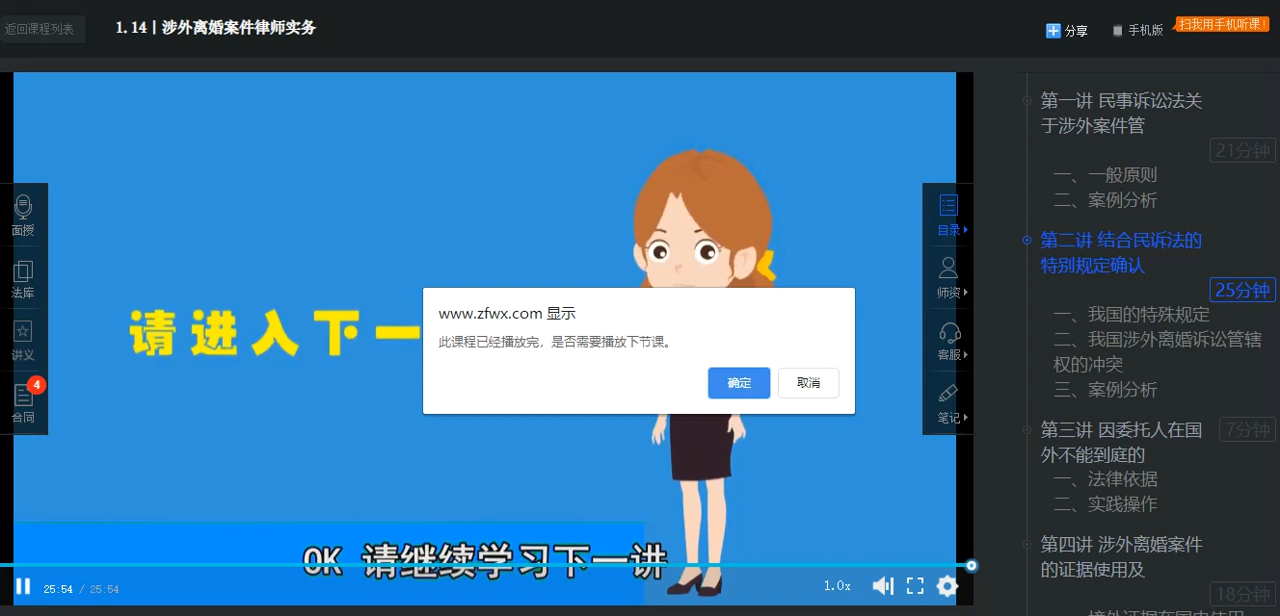 返回课程列表
1.14丨涉外离婚案件律师实务
分享
手机版
扫我用手机听课!
面授
法库
讲义
4
合同
请进入下一
www.zfwx.com 显示
此课程已经播放完，是否需要播放下节课。
确定
取消
目录
师资
客服
笔记
OK 请继续学习下一讲
25:54 / 25:54
1.0x
第一讲 民事诉讼法关
于涉外案件管
21分钟
一、一般原则
二、案例分析
第二讲 结合民诉法的
特别规定确认
25分钟
一、我国的特殊规定
二、我国涉外离婚诉讼管辖
权的冲突
三、案例分析
第三讲 因委托人在国
外不能到庭的
7分钟
一、法律依据
二、实践操作
第四讲 涉外离婚案件
的证据使用及
18分钟